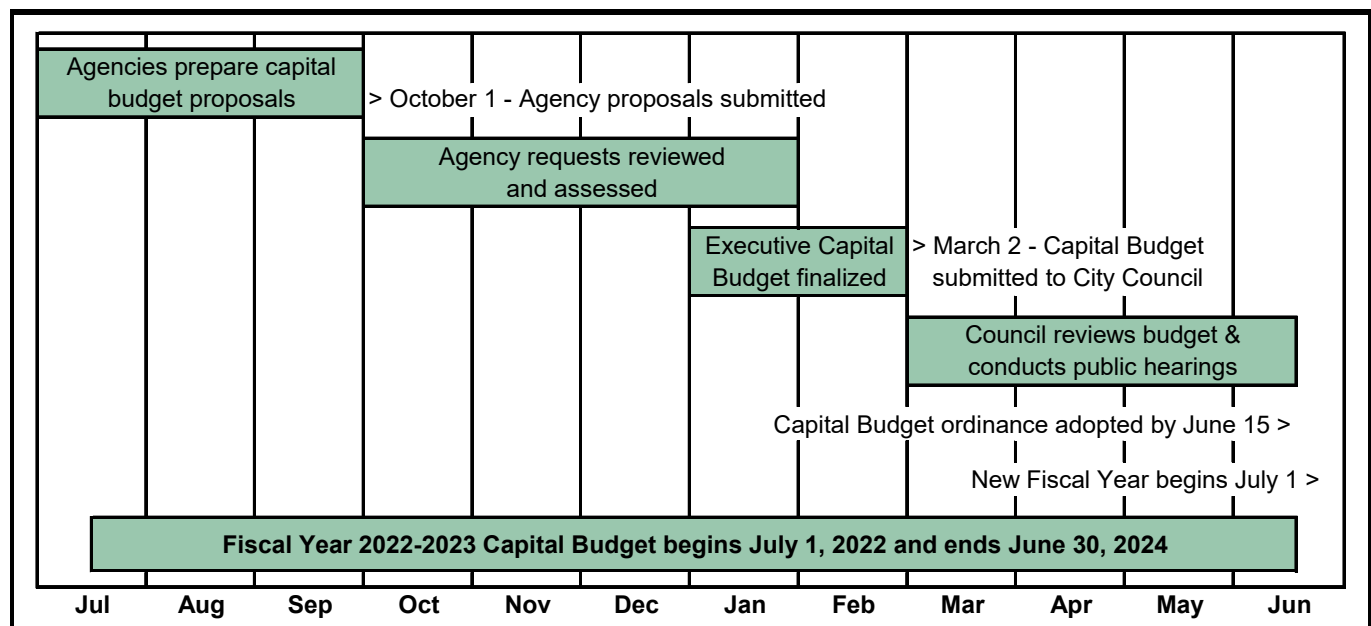 Agencies prepare capital
budget proposals
> October 1 - Agency proposals submitted
Agency requests reviewed
and assessed
Executive Capital
Budget finalized
> March 2 - Capital Budget
submitted to City Council
Council reviews budget &
conducts public hearings
Capital Budget ordinance adopted by June 15 >
New Fiscal Year begins July 1 >
Fiscal Year 2022-2023 Capital Budget begins July 1, 2022 and ends June 30, 2024
Jul Aug Sep Oct Nov Dec Jan Feb Mar Apr May Jun